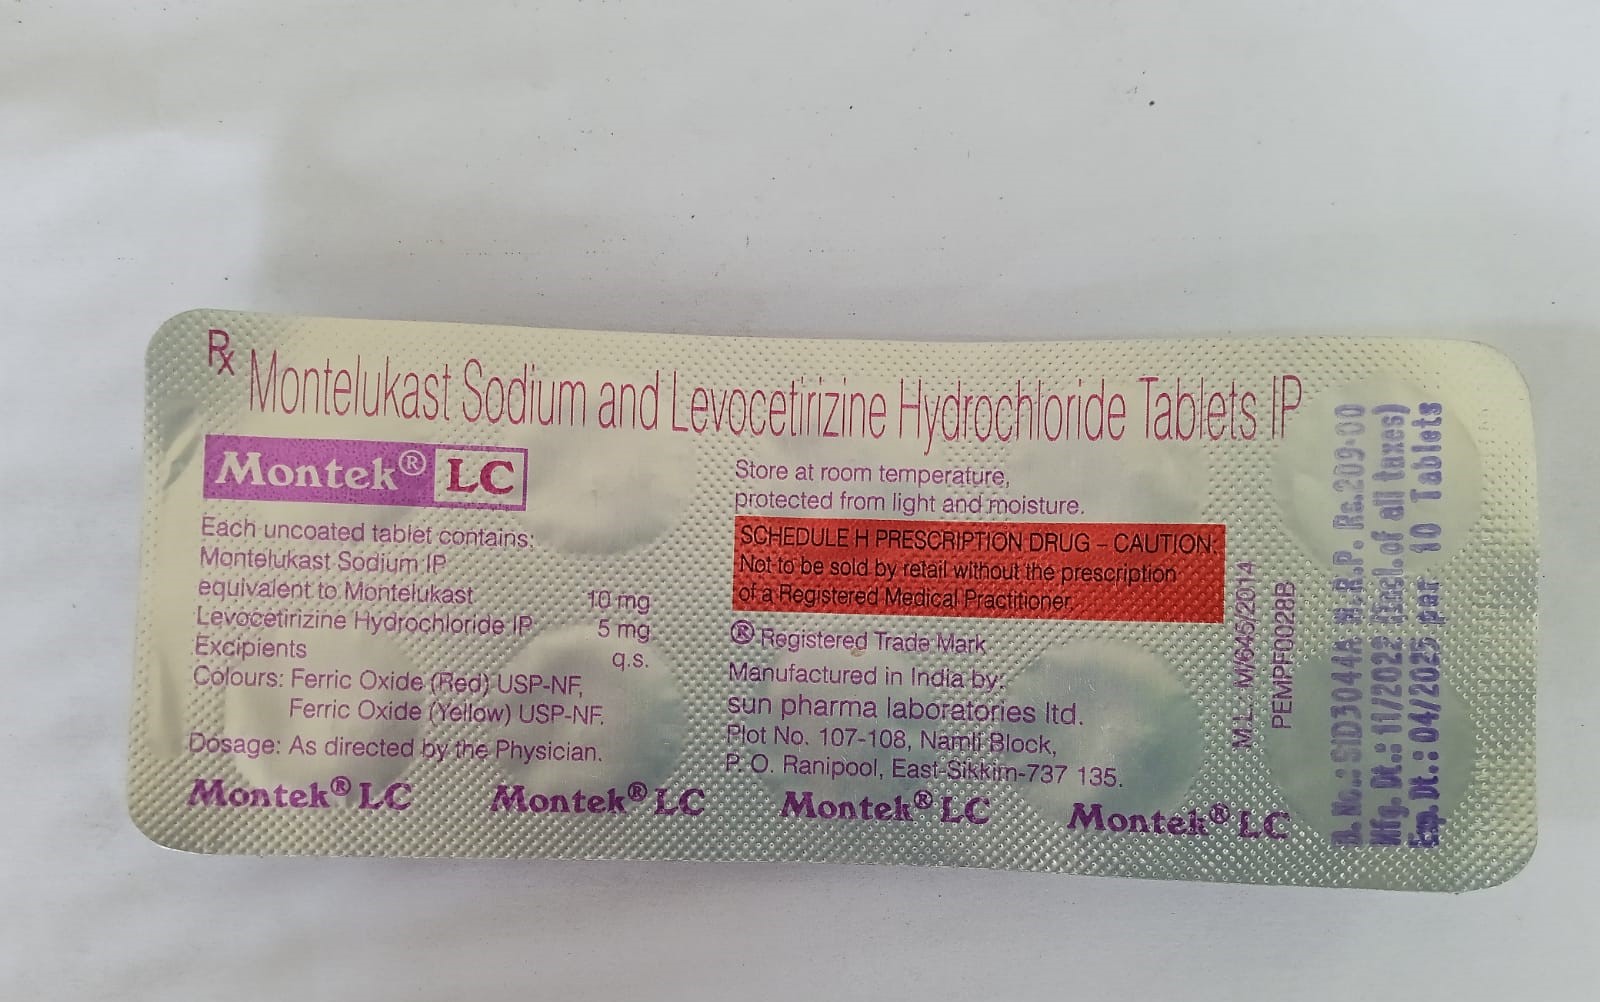 Rx Montelukast Sodium and Levocetirizine Hydrochloride Tablets IP
Montek® LC
Each uncoated tablet contains:
Montelukast Sodium IP
equivalent to Montelukast 10 mg
Levocetirizine Hydrochloride IP 5 mg
Excipients q.s.
Colours: Ferric Oxide (Red) USP-NF,
Ferric Oxide (Yellow) USP-NF.
Dosage: As directed by the Physician.
Store at room temperature,
protected from light and moisture.
SCHEDULE H PRESCRIPTION DRUG – CAUTION:
Not to be sold by retail without the prescription
of a Registered Medical Practitioner.
® Registered Trade Mark
Manufactured in India by:
sun pharma laboratories ltd.
Plot No. 107-108, Namli Block,
P. O. Ranipool, East-Sikkim-737 135.
Montek® LC Montek® LC Montek® LC Montek® LC
M.L.: M/645/2014
PEMPF0028B
B. No.: SID3044A M.R.P. Rs.209.00
Mfg. Dt.: 11/2022 (Incl.of all taxes)
Exp. Dt.: 04/2025 per 10 Tablets